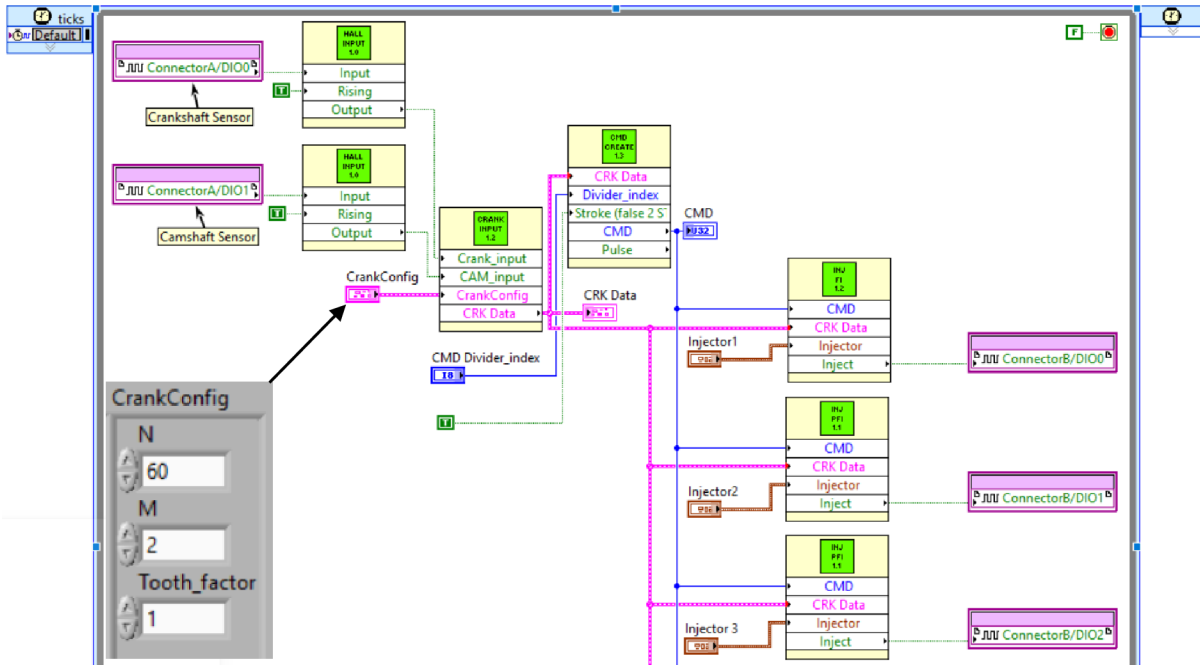 ticks
Default
ConnectorA/DIO0
Crankshaft Sensor
HALL
INPUT
1.0
Input
Rising
Output
T
F
ConnectorA/DIO1
Camshaft Sensor
HALL
INPUT
1.0
Input
Rising
Output
T
CMD
CREATE
1.3
CRK Data
Divider_index
Stroke (false 2 S
CMD
Pulse
CMD
U32
CRANK
INPUT
1.2
Crank_input
CAM_input
CrankConfig
CRK Data
CrankConfig
CRK Data
CMD Divider_index
I8
T
INJ
FI
1.2
CMD
CRK Data
Injector
Inject
Injector1
ConnectorB/DIO0
INJ
PFI
1.1
CMD
CRK Data
Injector
Inject
Injector2
ConnectorB/DIO1
INJ
PFI
1.1
CMD
CRK Data
Injector
Inject
Injector 3
ConnectorB/DIO2
CrankConfig
N
60
M
2
Tooth_factor
1